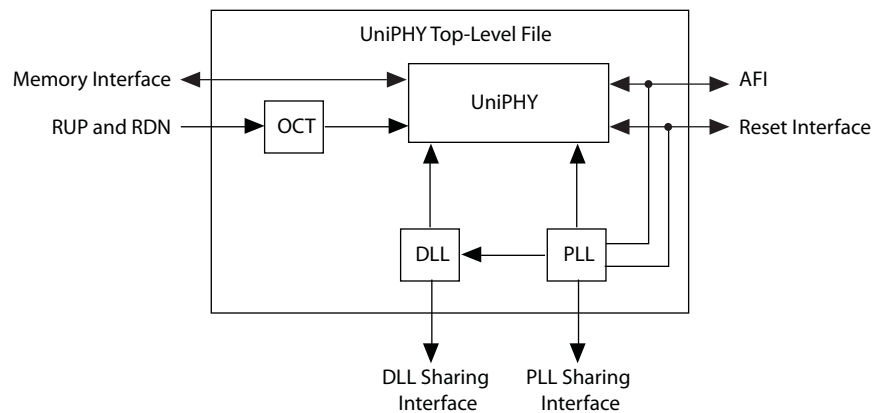 UniPHY Top-Level File
Memory Interface
UniPHY
AFI
RUP and RDN
OCT
Reset Interface
DLL
PLL
DLL Sharing
Interface
PLL Sharing
Interface